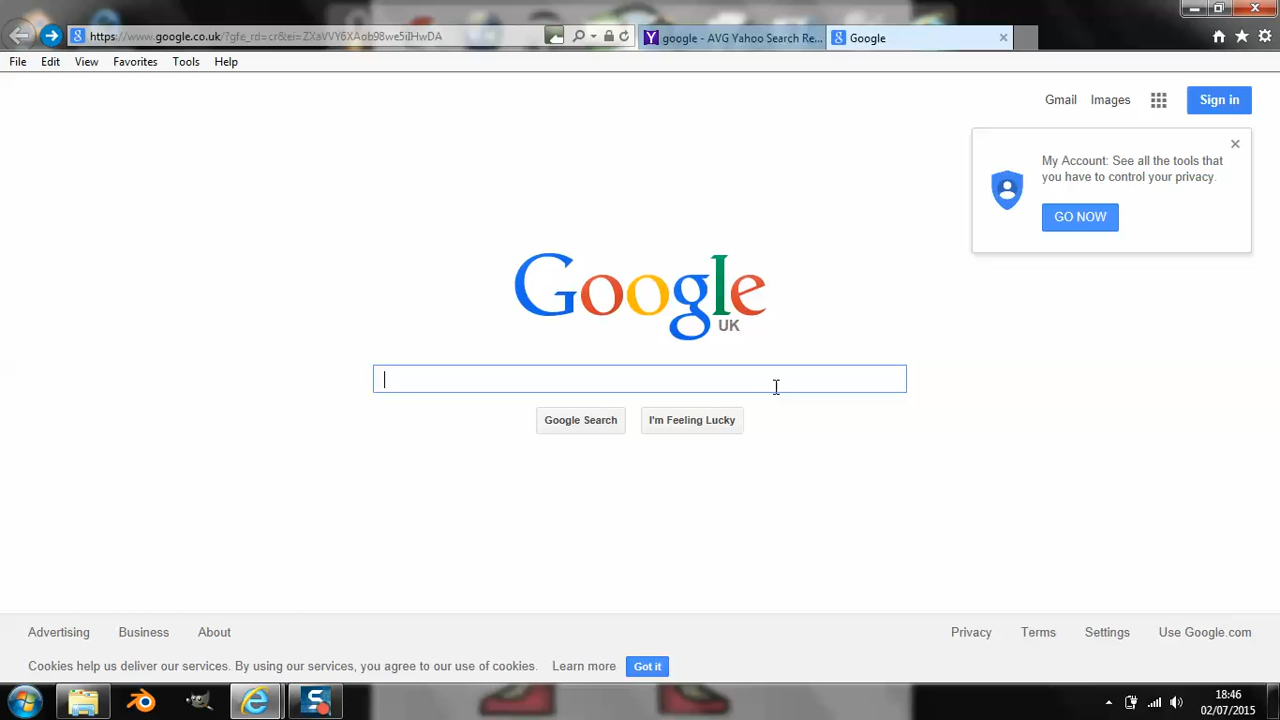 https://www.google.co.uk/?gfe_rd=cr&ei=ZXaVVY6XAob98we5iIHwDA
google - AVG Yahoo Search Re...
Google
File Edit View Favorites Tools Help
Gmail Images Sign in
My Account: See all the tools that
you have to control your privacy.
GO NOW
Google
UK
Google Search I'm Feeling Lucky
Advertising Business About Privacy Terms Settings Use Google.com
Cookies help us deliver our services. By using our services, you agree to our use of cookies. Learn more Got it
18:46
02/07/2015